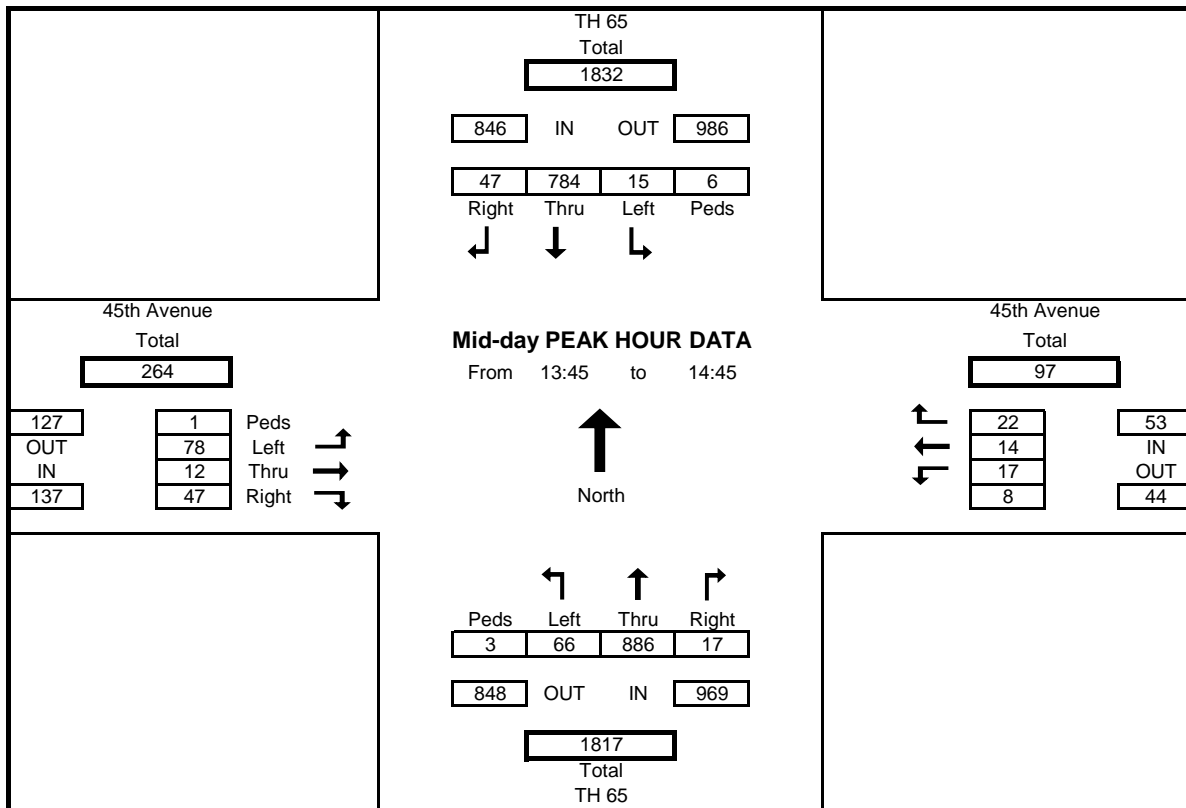 TH 65
Total
1832
846 IN OUT 986
47 784 15 6
Right Thru Left Peds
45th Avenue
Total
264
127 1 Peds
OUT 78 Left
IN 12 Thru
137 47 Right
Mid-day PEAK HOUR DATA
From 13:45 to 14:45
North
45th Avenue
Total
97
22 53
14 IN
17 OUT
8 44
Peds Left Thru Right
3 66 886 17
848 OUT IN 969
1817
Total
TH 65